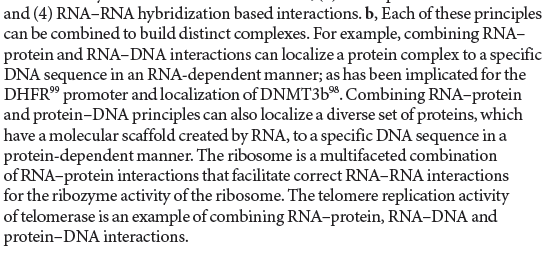 and (4) RNA–RNA hybridization based interactions. b, Each of these principles
can be combined to build distinct complexes. For example, combining RNA–
protein and RNA–DNA interactions can localize a protein complex to a specific
DNA sequence in an RNA-dependent manner; as has been implicated for the
DHFR⁹⁹ promoter and localization of DNMT3b⁹⁸. Combining RNA–protein
and protein–DNA principles can also localize a diverse set of proteins, which
have a molecular scaffold created by RNA, to a specific DNA sequence in a
protein-dependent manner. The ribosome is a multifaceted combination
of RNA–protein interactions that facilitate correct RNA–RNA interactions
for the ribozyme activity of the ribosome. The telomere replication activity
of telomerase is an example of combining RNA–protein, RNA–DNA and
protein–DNA interactions.